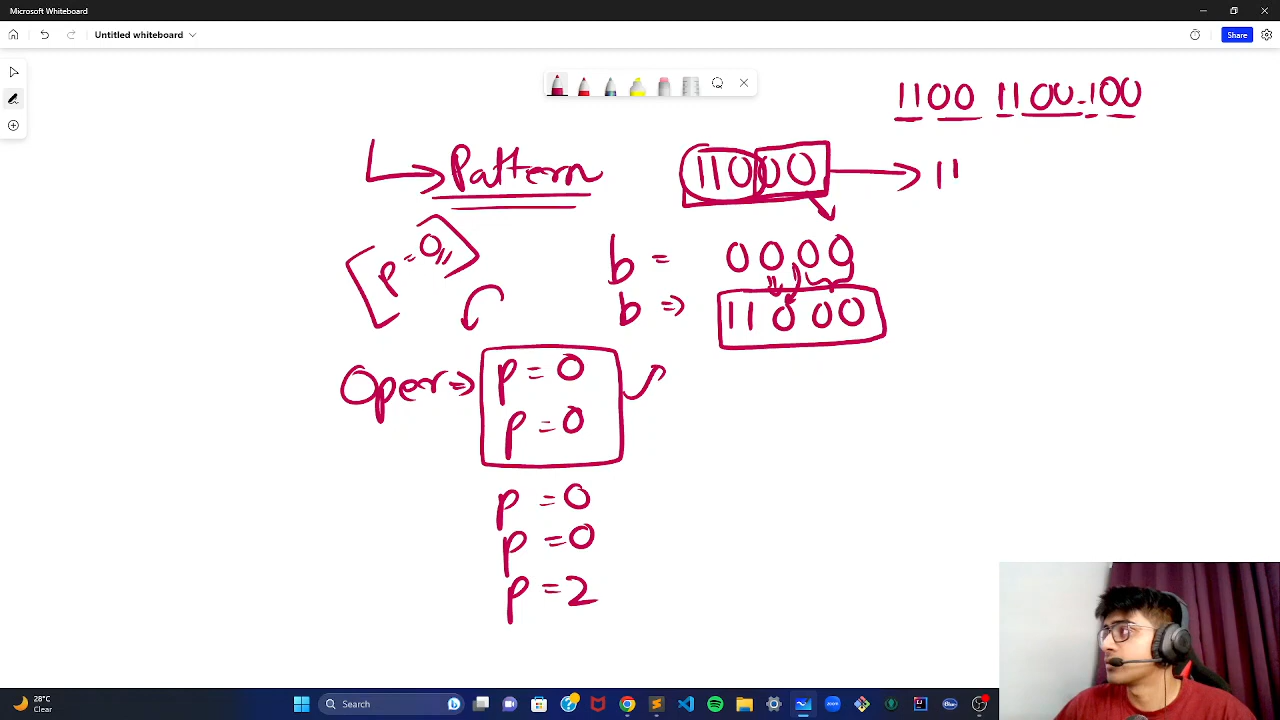 Microsoft Whiteboard
Untitled whiteboard
Share
1100 1100-100
Pattern
11000 → 11
p=0
b = 0000
b => 11000
Oper=> p=0
p=0
p=0
p=0
p=2
28°C
Clear
Search
zoom